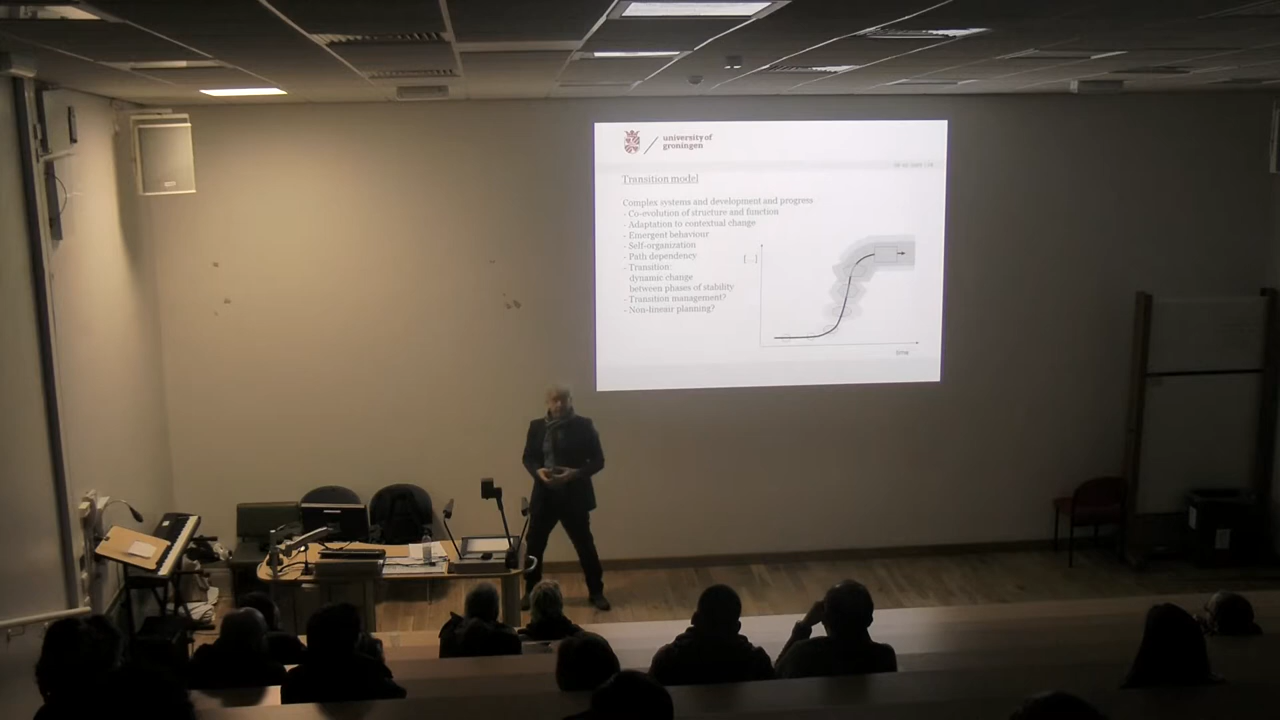 university of
groningen
Transition model
Complex systems and development and progress
- Co-evolution of structure and function
- Adaptation to contextual change
- Emergent behaviour
- Self-organization
- Path dependency
- Transition:
dynamic change
between phases of stability
- Transition management?
- Non-linear planning?
[...]
time